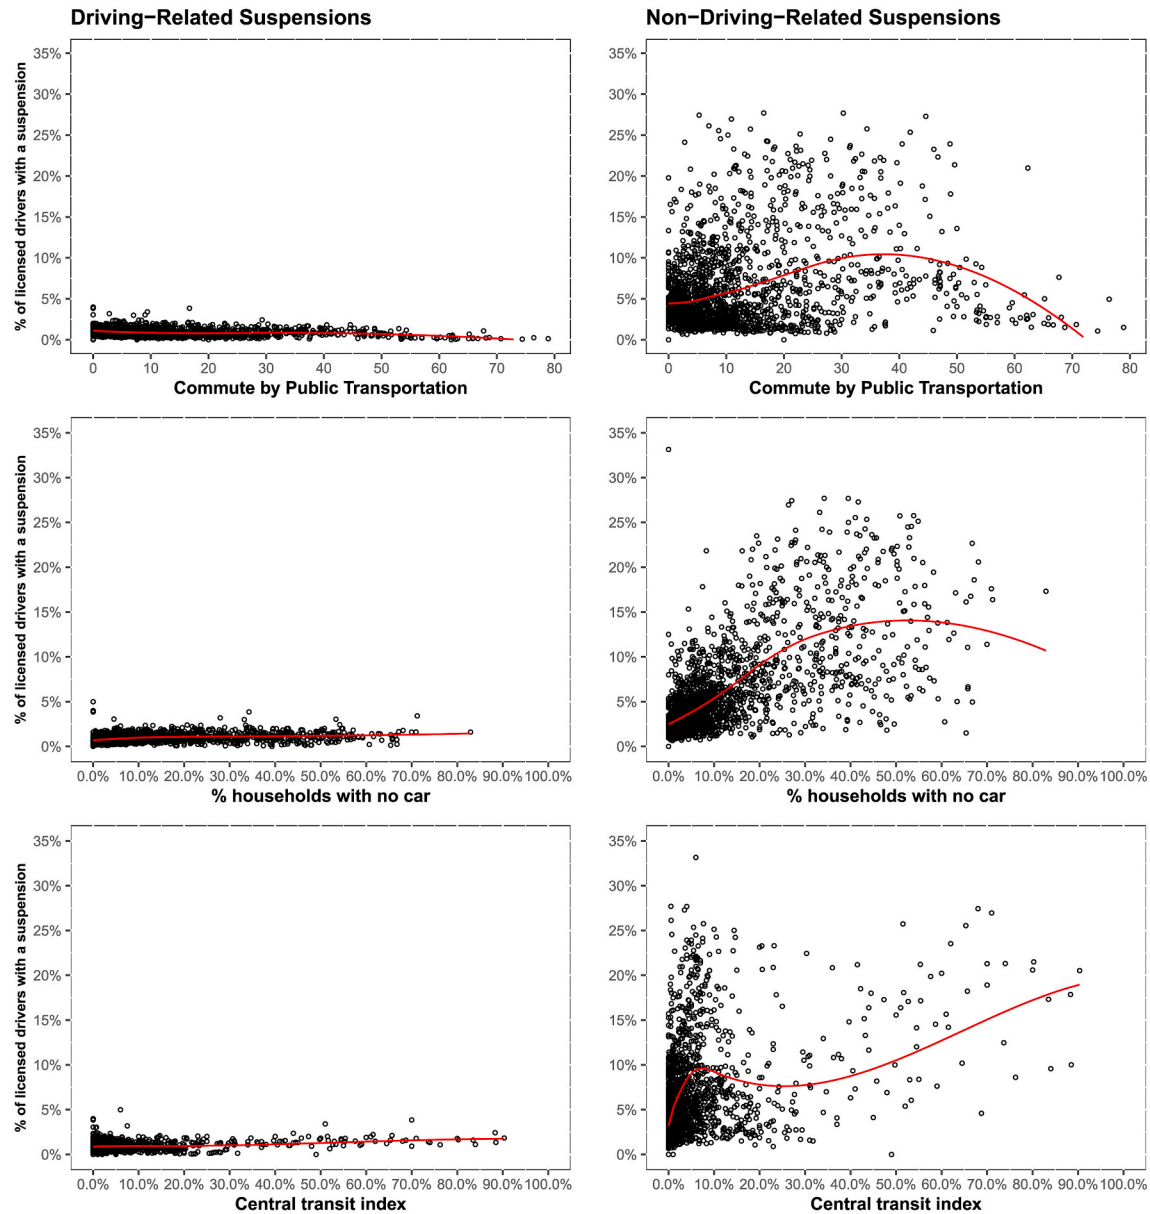 Driving−Related Suspensions
Non−Driving−Related Suspensions
% of licensed drivers with a suspension
35%
30%
25%
20%
15%
10%
5%
0%
0 10 20 30 40 50 60 70 80
Commute by Public Transportation
35%
30%
25%
20%
15%
10%
5%
0%
0 10 20 30 40 50 60 70 80
Commute by Public Transportation
% of licensed drivers with a suspension
35%
30%
25%
20%
15%
10%
5%
0%
0.0% 10.0% 20.0% 30.0% 40.0% 50.0% 60.0% 70.0% 80.0% 90.0% 100.0%
% households with no car
35%
30%
25%
20%
15%
10%
5%
0%
0.0% 10.0% 20.0% 30.0% 40.0% 50.0% 60.0% 70.0% 80.0% 90.0% 100.0%
% households with no car
% of licensed drivers with a suspension
35%
30%
25%
20%
15%
10%
5%
0%
0.0% 10.0% 20.0% 30.0% 40.0% 50.0% 60.0% 70.0% 80.0% 90.0% 100.0%
Central transit index
35%
30%
25%
20%
15%
10%
5%
0%
0.0% 10.0% 20.0% 30.0% 40.0% 50.0% 60.0% 70.0% 80.0% 90.0% 100.0%
Central transit index